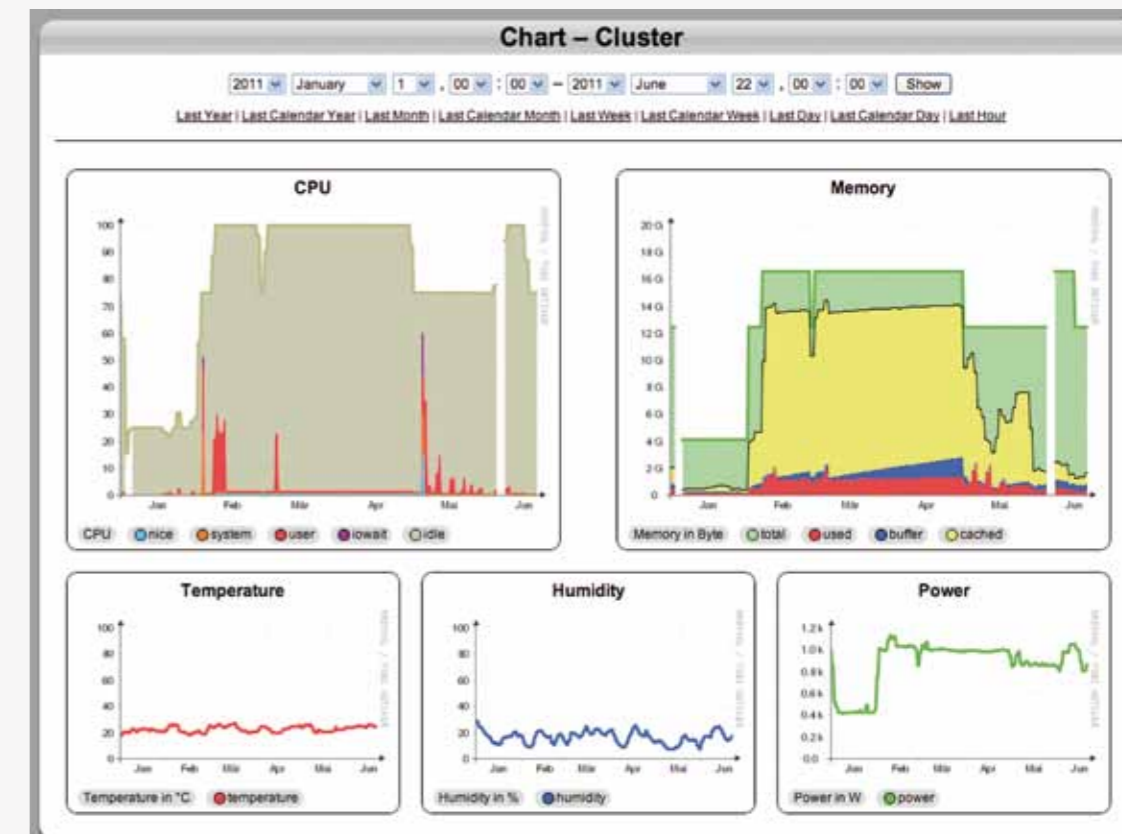 Chart – Cluster
2011 January 1 , 00 : 00 – 2011 June 22 , 00 : 00 Show
Last Year | Last Calendar Year | Last Month | Last Calendar Month | Last Week | Last Calendar Week | Last Day | Last Calendar Day | Last Hour
CPU
100
90
80
70
60
50
40
30
20
10
0
Jan Feb Mär Apr Mai Jun
CPU nice system user iowait idle
Memory
20 G
18 G
16 G
14 G
12 G
10 G
8 G
6 G
4 G
2 G
0
Jan Feb Mär Apr Mai Jun
Memory in Byte total used buffer cached
Temperature
100
80
60
40
20
0
Jan Feb Mär Apr Mai Jun
Temperature in °C temperature
Humidity
100
80
60
40
20
0
Jan Feb Mär Apr Mai Jun
Humidity in % humidity
Power
1.2 k
1.0 k
0.8 k
0.6 k
0.4 k
0.2 k
0.0
Jan Feb Mär Apr Mai Jun
Power in W power